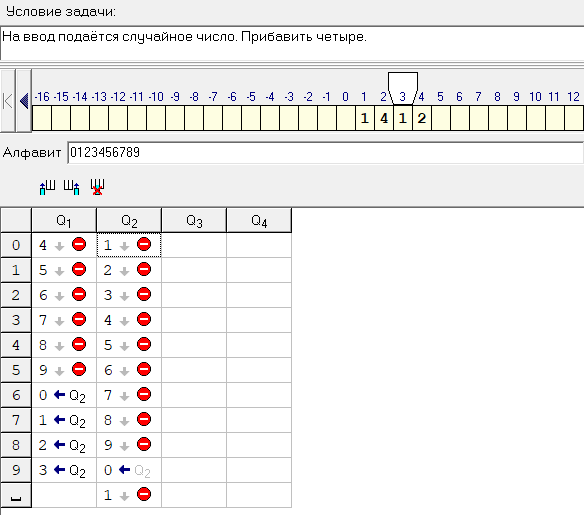 Условие задачи:
На ввод подаётся случайное число. Прибавить четыре.
-16 -15 -14 -13 -12 -11 -10 -9 -8 -7 -6 -5 -4 -3 -2 -1 0 1 2 3 4 5 6 7 8 9 10 11 12
1 4 1 2
Алфавит 0123456789
Q1 Q2 Q3 Q4
0 4 1
1 5 2
2 6 3
3 7 4
4 8 5
5 9 6
6 0 Q2 7
7 1 Q2 8
8 2 Q2 9
9 3 Q2 0 Q2
1